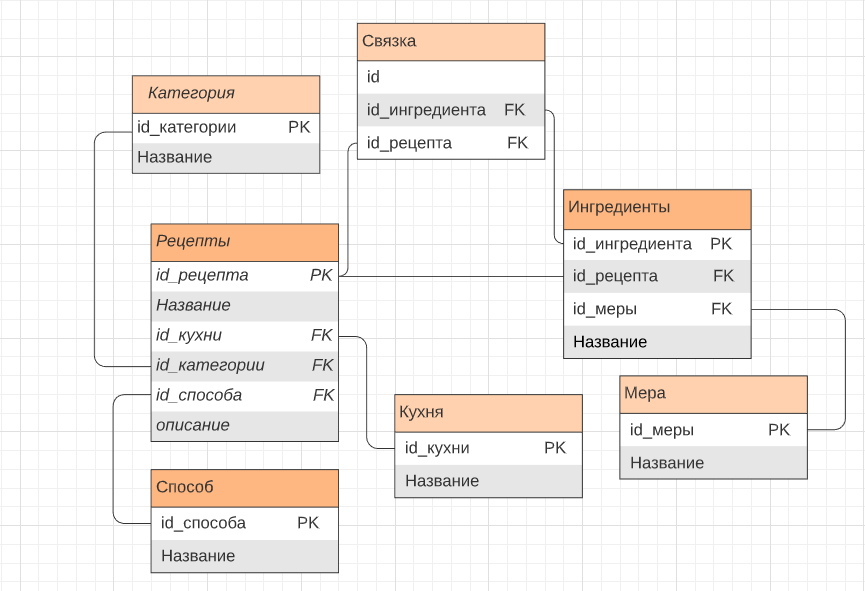 Связка
id
id_ингредиента FK
id_рецепта FK
Категория
id_категории PK
Название
Ингредиенты
id_ингредиента PK
id_рецепта FK
id_меры FK
Название
Рецепты
id_рецепта PK
Название
id_кухни FK
id_категории FK
id_способа FK
описание
Мера
id_меры PK
Название
Кухня
id_кухни PK
Название
Способ
id_способа PK
Название